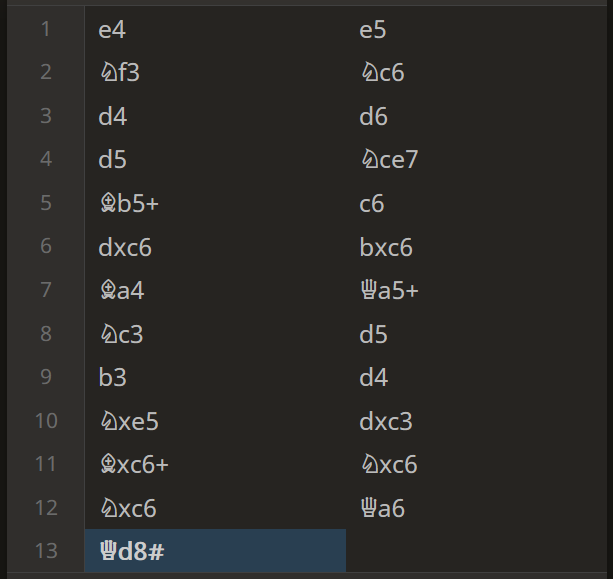 1 e4 e5
2 ♘f3 ♘c6
3 d4 d6
4 d5 ♘ce7
5 ♗b5+ c6
6 dxc6 bxc6
7 ♗a4 ♕a5+
8 ♘c3 d5
9 b3 d4
10 ♘xe5 dxc3
11 ♗xc6+ ♘xc6
12 ♘xc6 ♕a6
13 ♕d8#